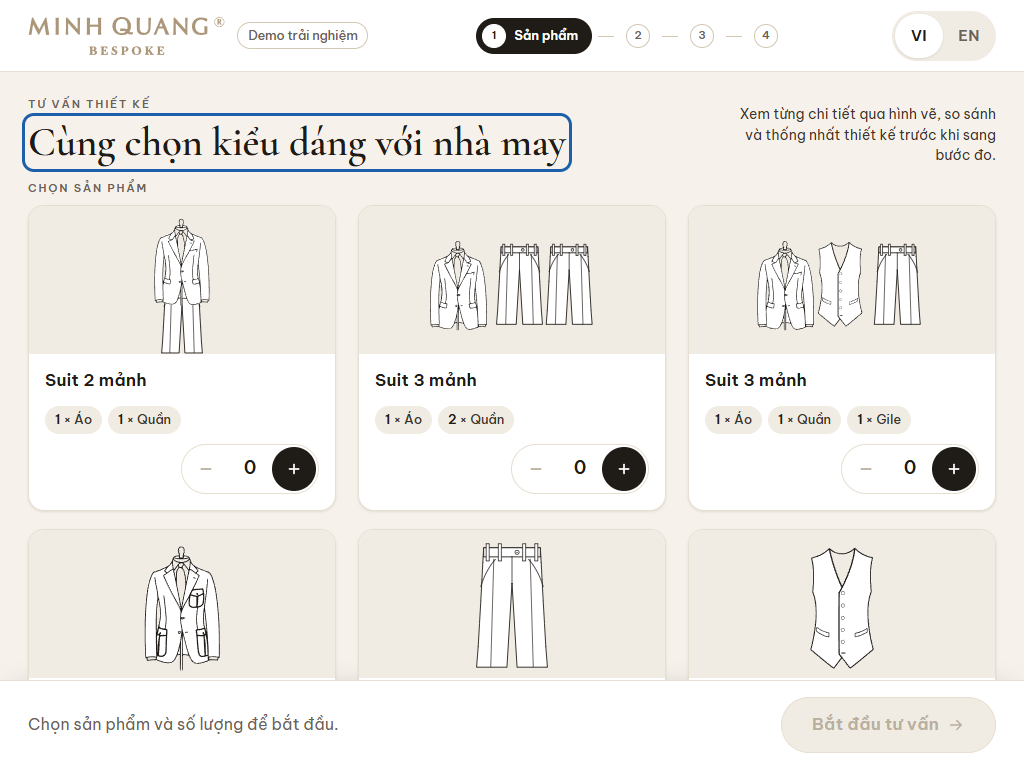 MINH QUANG®
BESPOKE
Demo trải nghiệm
1 Sản phẩm
2
3
4
VI
EN
TƯ VẤN THIẾT KẾ
Cùng chọn kiểu dáng với nhà may
Xem từng chi tiết qua hình vẽ, so sánh
và thống nhất thiết kế trước khi sang
bước đo.
CHỌN SẢN PHẨM
Suit 2 mảnh
1 × Áo
1 × Quần
− 0 +
Suit 3 mảnh
1 × Áo
2 × Quần
− 0 +
Suit 3 mảnh
1 × Áo
1 × Quần
1 × Gile
− 0 +
Chọn sản phẩm và số lượng để bắt đầu.
Bắt đầu tư vấn →